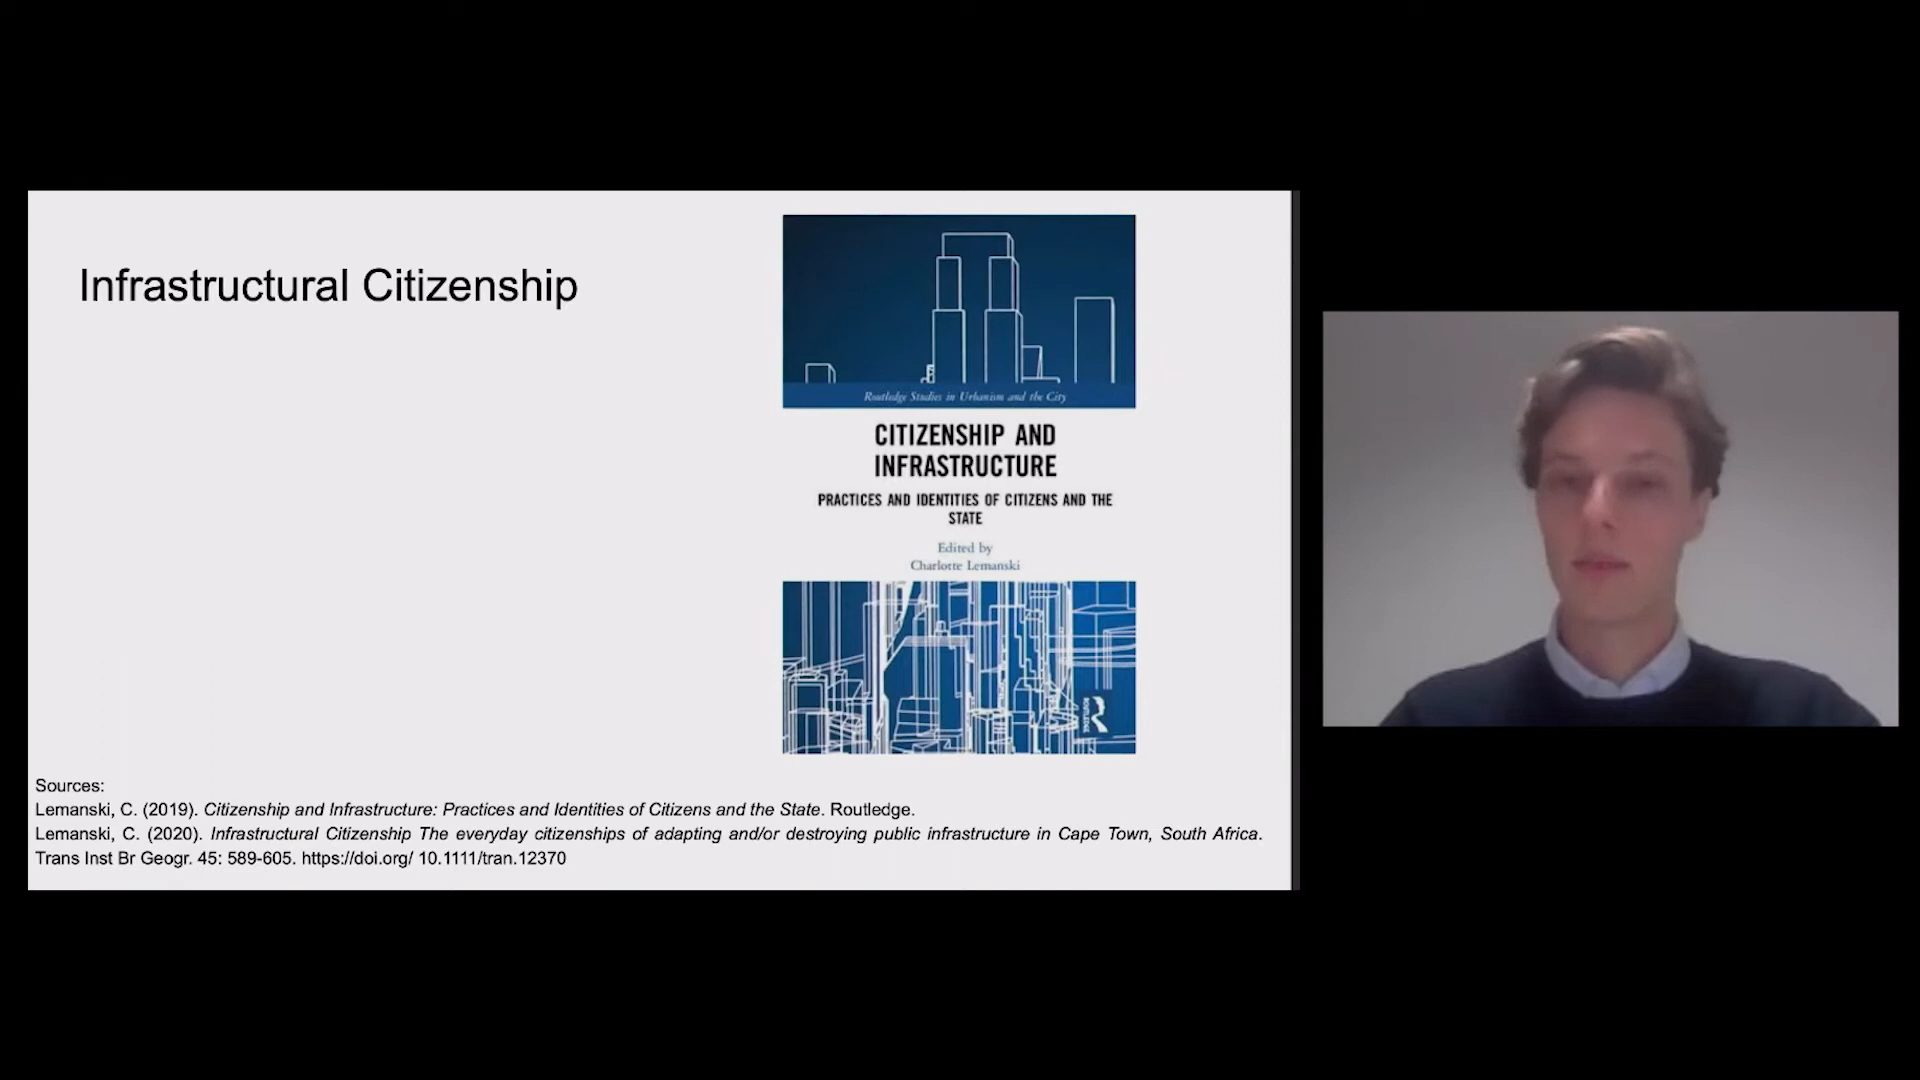 Infrastructural Citizenship
Routledge Studies in Urbanism and the City
CITIZENSHIP AND
INFRASTRUCTURE
PRACTICES AND IDENTITIES OF CITIZENS AND THE
STATE
Edited by
Charlotte Lemanski
ROUTLEDGE
Sources:
Lemanski, C. (2019). Citizenship and Infrastructure: Practices and Identities of Citizens and the State. Routledge.
Lemanski, C. (2020). Infrastructural Citizenship The everyday citizenships of adapting and/or destroying public infrastructure in Cape Town, South Africa.
Trans Inst Br Geogr. 45: 589-605. https://doi.org/ 10.1111/tran.12370